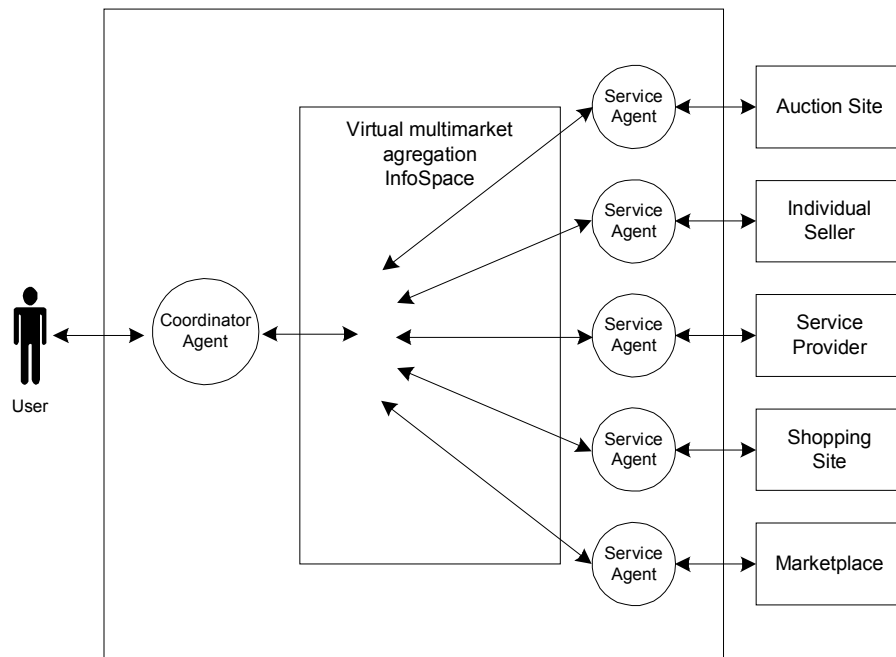 Service
Agent
Auction Site
Virtual multimarket
agregation
InfoSpace
Service
Agent
Individual
Seller
Coordinator
Agent
Service
Agent
Service
Provider
User
Service
Agent
Shopping
Site
Service
Agent
Marketplace